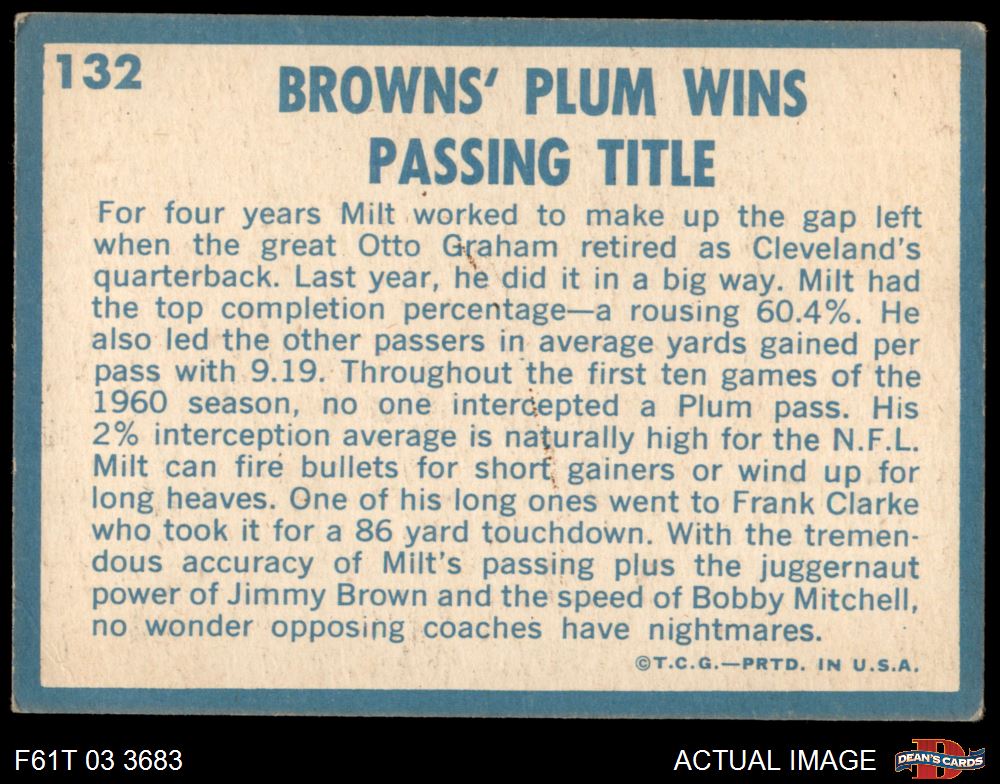 132
BROWNS' PLUM WINS
PASSING TITLE
For four years Milt worked to make up the gap left
when the great Otto Graham retired as Cleveland's
quarterback. Last year, he did it in a big way. Milt had
the top completion percentage—a rousing 60.4%. He
also led the other passers in average yards gained per
pass with 9.19. Throughout the first ten games of the
1960 season, no one intercepted a Plum pass. His
2% interception average is naturally high for the N.F.L.
Milt can fire bullets for short gainers or wind up for
long heaves. One of his long ones went to Frank Clarke
who took it for a 86 yard touchdown. With the tremen-
dous accuracy of Milt's passing plus the juggernaut
power of Jimmy Brown and the speed of Bobby Mitchell,
no wonder opposing coaches have nightmares.
©T.C.G.—PRTD. IN U.S.A.
F61T 03 3683
ACTUAL IMAGE
D
DEAN'S CARDS